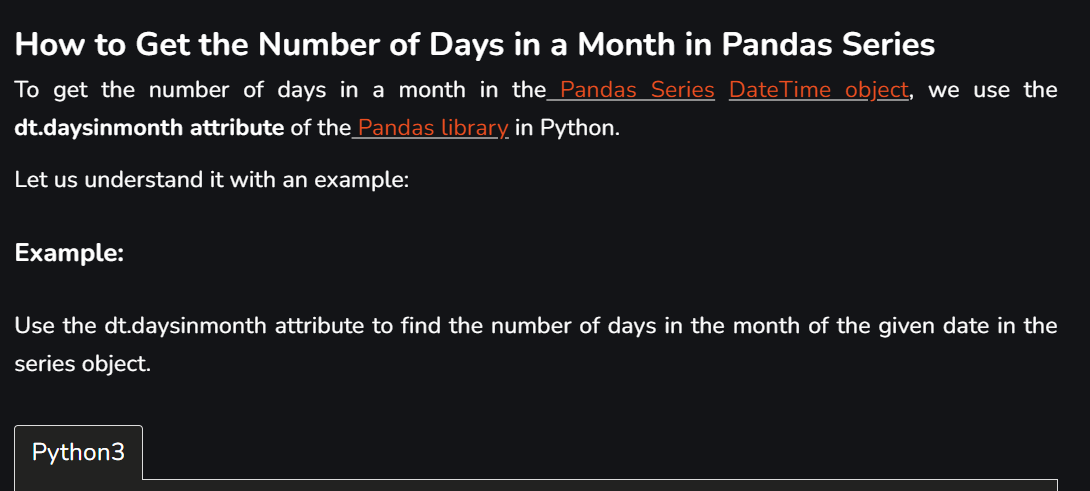 How to Get the Number of Days in a Month in Pandas Series
To get the number of days in a month in the Pandas Series DateTime object, we use the
dt.daysinmonth attribute of the Pandas library in Python.
Let us understand it with an example:
Example:
Use the dt.daysinmonth attribute to find the number of days in the month of the given date in the
series object.
Python3